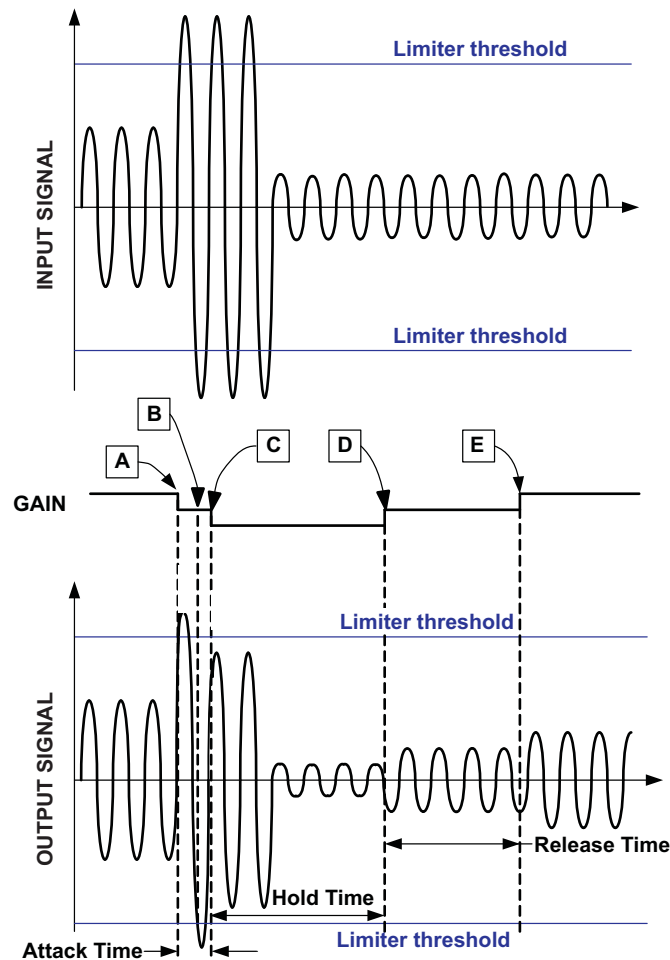 Limiter threshold
INPUT SIGNAL
Limiter threshold
B
A
C
D
E
GAIN
Limiter threshold
OUTPUT SIGNAL
Release Time
Hold Time
Limiter threshold
Attack Time